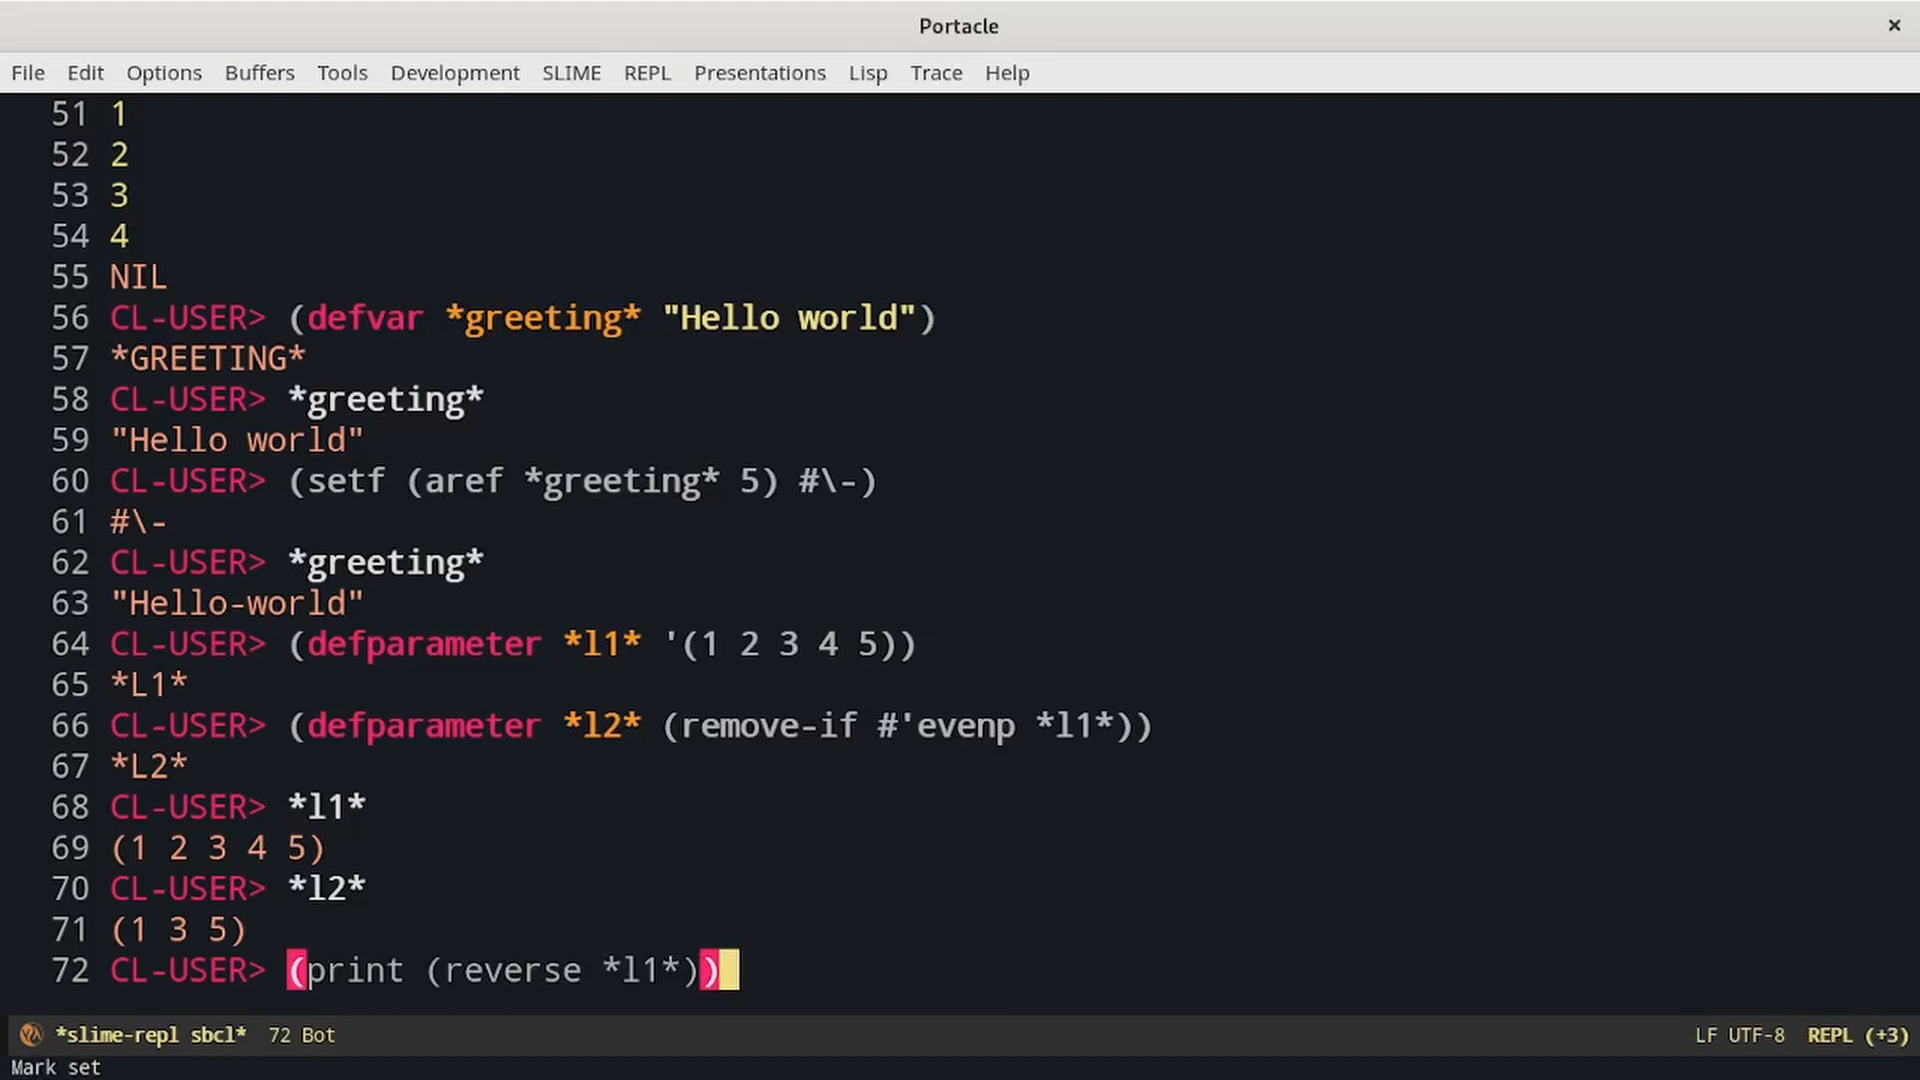 Portacle ×
File Edit Options Buffers Tools Development SLIME REPL Presentations Lisp Trace Help
51 1
52 2
53 3
54 4
55 NIL
56 CL-USER> (defvar *greeting* "Hello world")
57 *GREETING*
58 CL-USER> *greeting*
59 "Hello world"
60 CL-USER> (setf (aref *greeting* 5) #\-)
61 #\-
62 CL-USER> *greeting*
63 "Hello-world"
64 CL-USER> (defparameter *l1* '(1 2 3 4 5))
65 *L1*
66 CL-USER> (defparameter *l2* (remove-if #'evenp *l1*))
67 *L2*
68 CL-USER> *l1*
69 (1 2 3 4 5)
70 CL-USER> *l2*
71 (1 3 5)
72 CL-USER> (print (reverse *l1*))
*slime-repl sbcl* 72 Bot LF UTF-8 REPL (+3)
Mark set